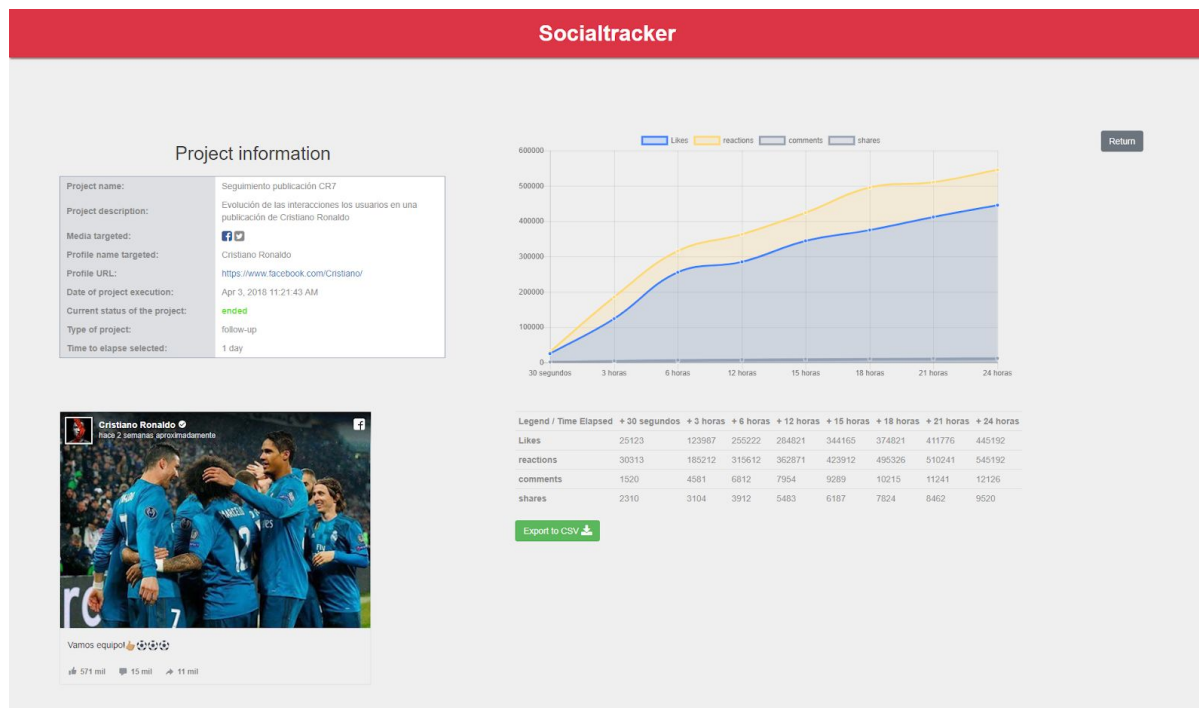 Socialtracker
Project information
Project name: Seguimiento publicación CR7
Project description: Evolución de las interacciones los usuarios en una
publicación de Cristiano Ronaldo
Media targeted:
Profile name targeted: Cristiano Ronaldo
Profile URL: https://www.facebook.com/Cristiano/
Date of project execution: Apr 3, 2018 11:21:43 AM
Current status of the project: ended
Type of project: follow-up
Time to elapse selected: 1 day
Cristiano Ronaldo
hace 2 semanas aproximadamente
MARCELO
12
7
7
Vamos equipo!
571 mil 15 mil 11 mil
Likes reactions comments shares
600000
500000
400000
300000
200000
100000
0
30 segundos 3 horas 6 horas 12 horas 15 horas 18 horas 21 horas 24 horas
Legend / Time Elapsed + 30 segundos + 3 horas + 6 horas + 12 horas + 15 horas + 18 horas + 21 horas + 24 horas
Likes 25123 123987 255222 284821 344165 374821 411776 445192
reactions 30313 185212 315612 362871 423912 495326 510241 545192
comments 1520 4581 6812 7954 9289 10215 11241 12126
shares 2310 3104 3912 5483 6187 7824 8462 9520
Export to CSV
Return